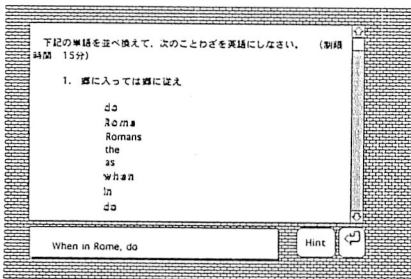 下記の単語を並べ換えて、次のことわざを英語にしなさい。　(制限
時間　15分)
1. 郷に入っては郷に従え
do
Rome
Romans
the
as
when
in
do
When in Rome, do
Hint